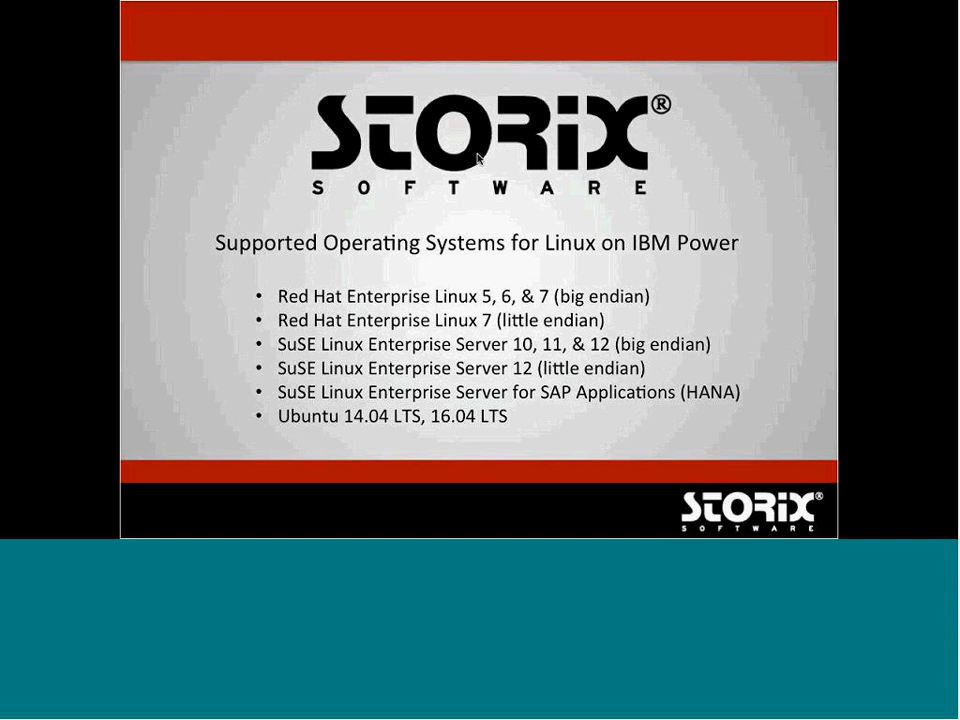 STORiX®
SOFTWARE
Supported Operating Systems for Linux on IBM Power
• Red Hat Enterprise Linux 5, 6, & 7 (big endian)
• Red Hat Enterprise Linux 7 (little endian)
• SuSE Linux Enterprise Server 10, 11, & 12 (big endian)
• SuSE Linux Enterprise Server 12 (little endian)
• SuSE Linux Enterprise Server for SAP Applications (HANA)
• Ubuntu 14.04 LTS, 16.04 LTS
STORiX®
SOFTWARE